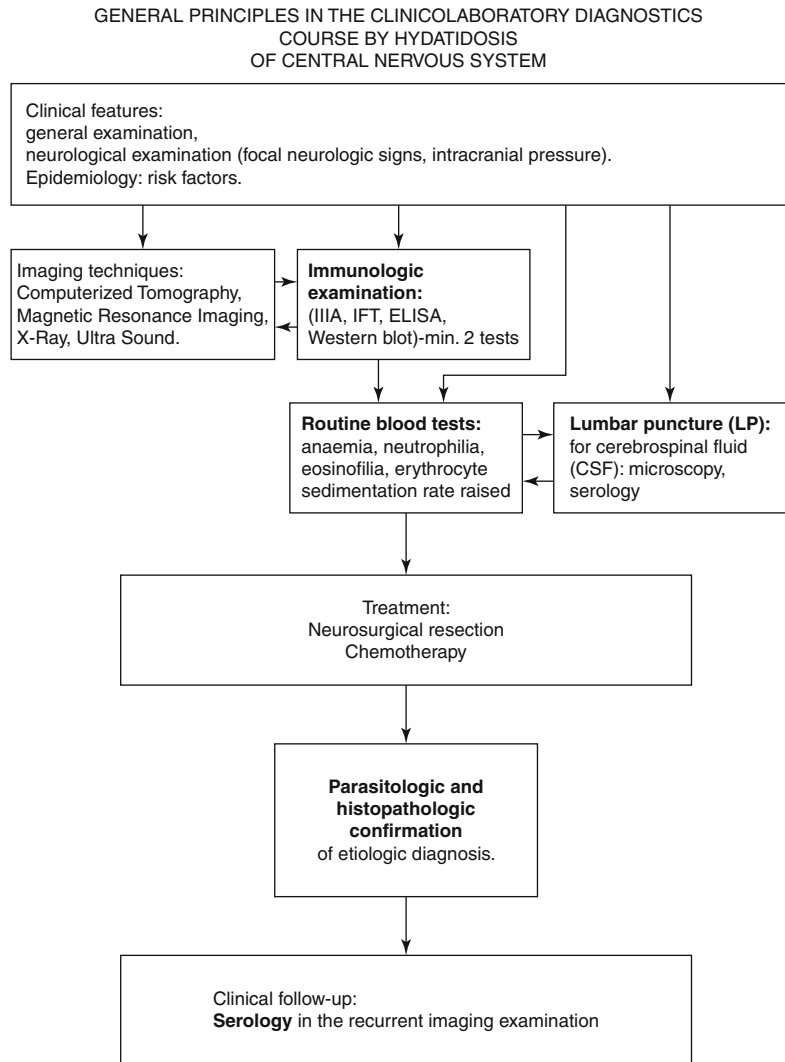 GENERAL PRINCIPLES IN THE CLINICOLABORATORY DIAGNOSTICS
COURSE BY HYDATIDOSIS
OF CENTRAL NERVOUS SYSTEM
Clinical features:
general examination,
neurological examination (focal neurologic signs, intracranial pressure).
Epidemiology: risk factors.
Imaging techniques:
Computerized Tomography,
Magnetic Resonance Imaging,
X-Ray, Ultra Sound.
Immunologic
examination:
(IIIA, IFT, ELISA,
Western blot)-min. 2 tests
Routine blood tests:
anaemia, neutrophilia,
eosinofilia, erythrocyte
sedimentation rate raised
Lumbar puncture (LP):
for cerebrospinal fluid
(CSF): microscopy,
serology
Treatment:
Neurosurgical resection
Chemotherapy
Parasitologic and
histopathologic
confirmation
of etiologic diagnosis.
Clinical follow-up:
Serology in the recurrent imaging examination